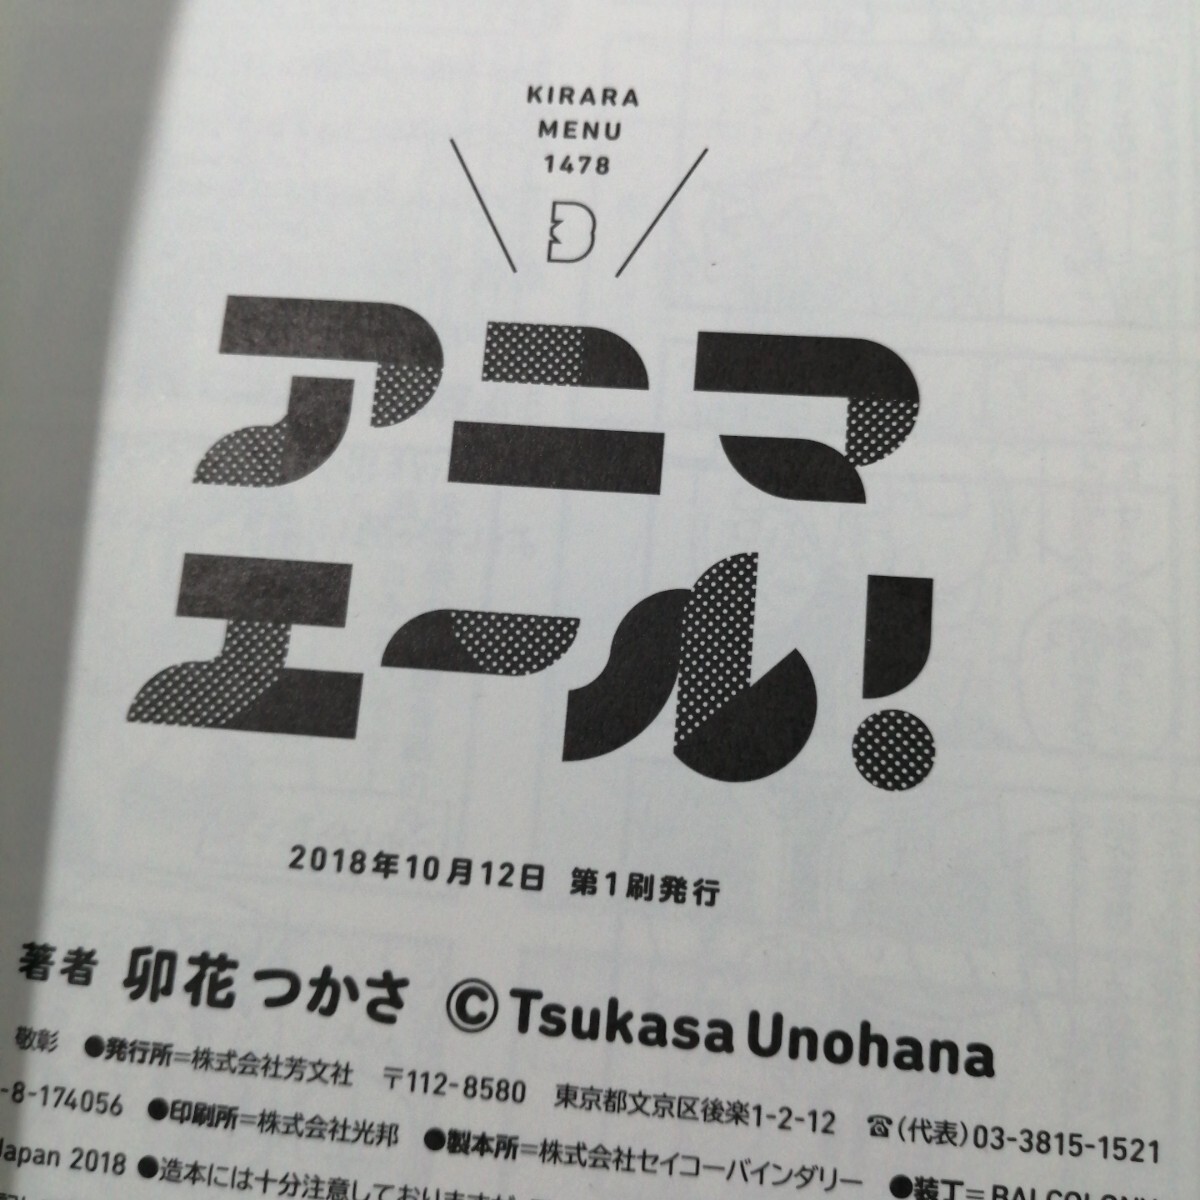 KIRARA
MENU
1478
アニマ
エール!
2018年10月12日 第1刷発行
著者 卯花つかさ ©Tsukasa Unohana
敬彰 ●発行所=株式会社芳文社 〒112-8580 東京都文京区後楽1-2-12 ☎(代表)03-3815-1521
-8-174056 ●印刷所=株式会社光邦 ●製本所=株式会社セイコーバインダリー ●装丁=BALCOLONY
Japan 2018 ●造本には十分注意しておりますが